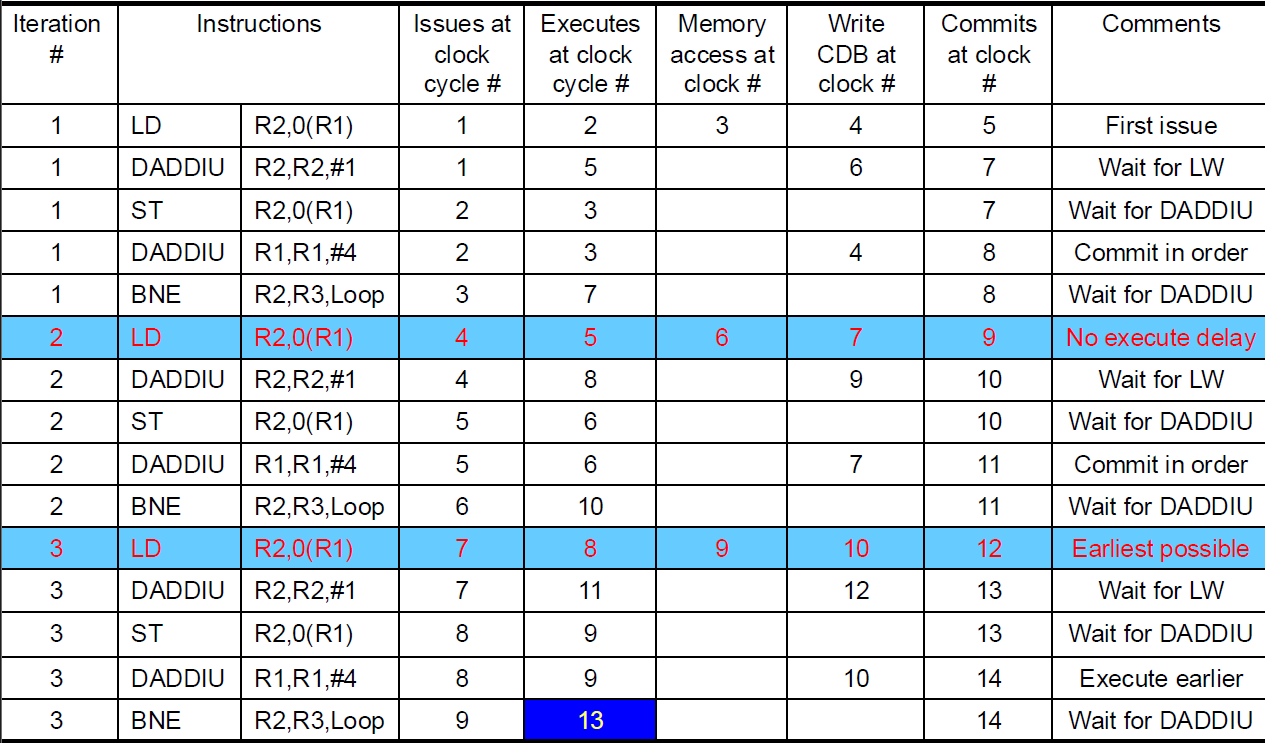 Iteration # Instructions Issues at clock cycle # Executes at clock cycle # Memory access at clock # Write CDB at clock # Commits at clock # Comments
1 LD R2,0(R1) 1 2 3 4 5 First issue
1 DADDIU R2,R2,#1 1 5 6 7 Wait for LW
1 ST R2,0(R1) 2 3 7 Wait for DADDIU
1 DADDIU R1,R1,#4 2 3 4 8 Commit in order
1 BNE R2,R3,Loop 3 7 8 Wait for DADDIU
2 LD R2,0(R1) 4 5 6 7 9 No execute delay
2 DADDIU R2,R2,#1 4 8 9 10 Wait for LW
2 ST R2,0(R1) 5 6 10 Wait for DADDIU
2 DADDIU R1,R1,#4 5 6 7 11 Commit in order
2 BNE R2,R3,Loop 6 10 11 Wait for DADDIU
3 LD R2,0(R1) 7 8 9 10 12 Earliest possible
3 DADDIU R2,R2,#1 7 11 12 13 Wait for LW
3 ST R2,0(R1) 8 9 13 Wait for DADDIU
3 DADDIU R1,R1,#4 8 9 10 14 Execute earlier
3 BNE R2,R3,Loop 9 13 14 Wait for DADDIU